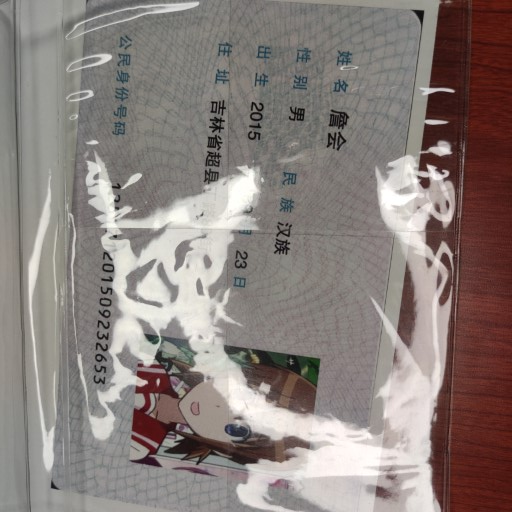 姓名 詹会
性别 男 民族 汉族
出生 2015 月 23 日
住址 吉林省超县
公民身份号码 201509232653